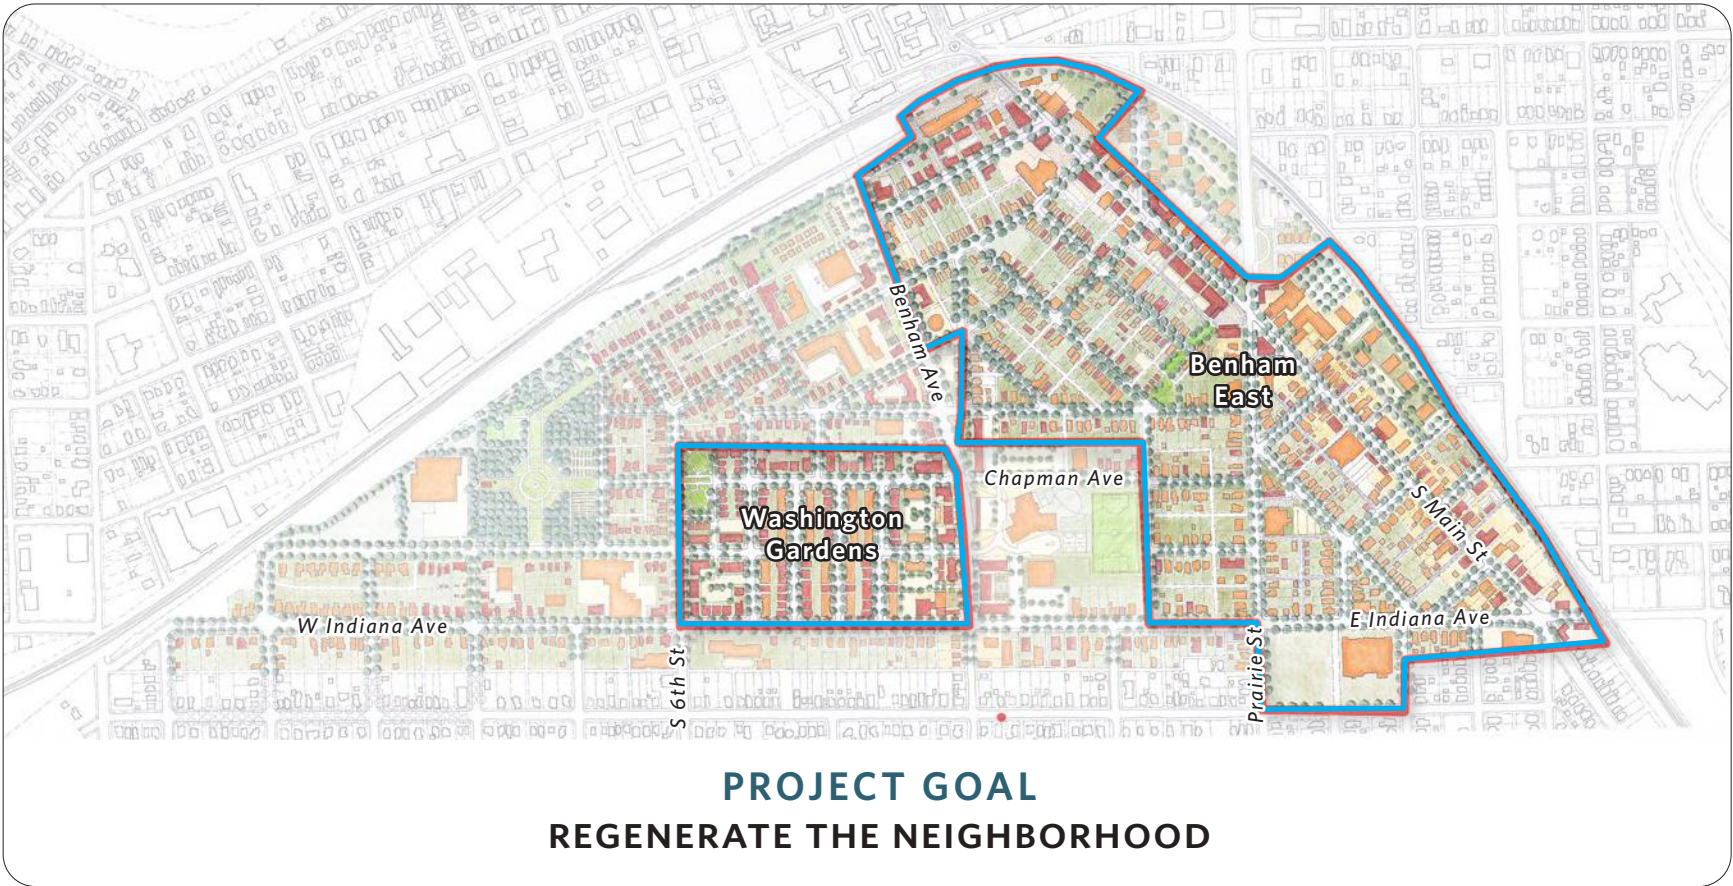 Benham Ave
Benham
East
Chapman Ave
Washington
Gardens
S Main St
W Indiana Ave
E Indiana Ave
S 6th St
Prairie St
PROJECT GOAL
REGENERATE THE NEIGHBORHOOD